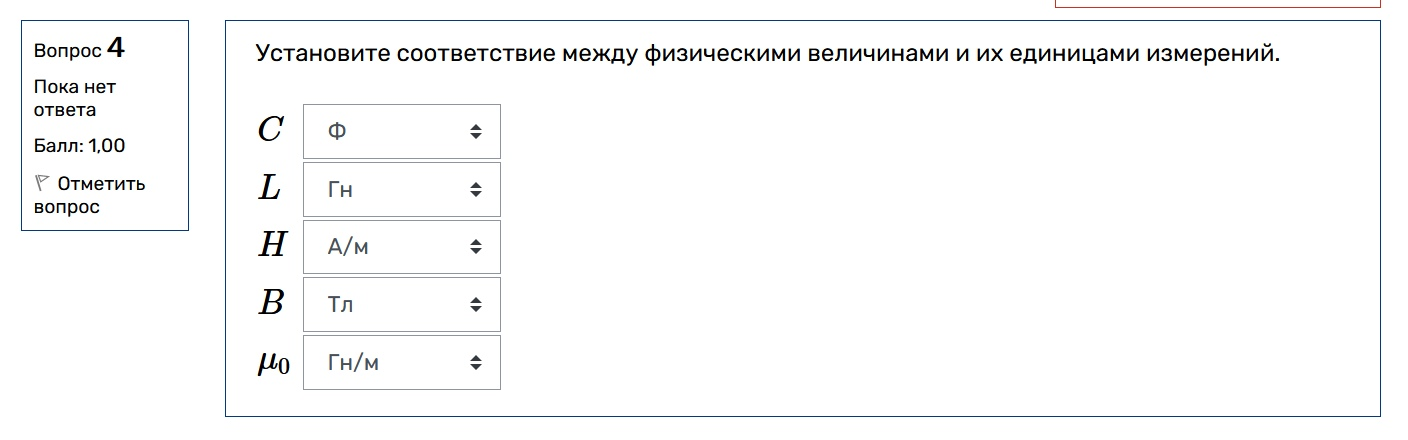 Вопрос 4
Пока нет
ответа
Балл: 1,00
Отметить
вопрос
Установите соответствие между физическими величинами и их единицами измерений.
C Ф
L Гн
H А/м
B Тл
μ₀ Гн/м